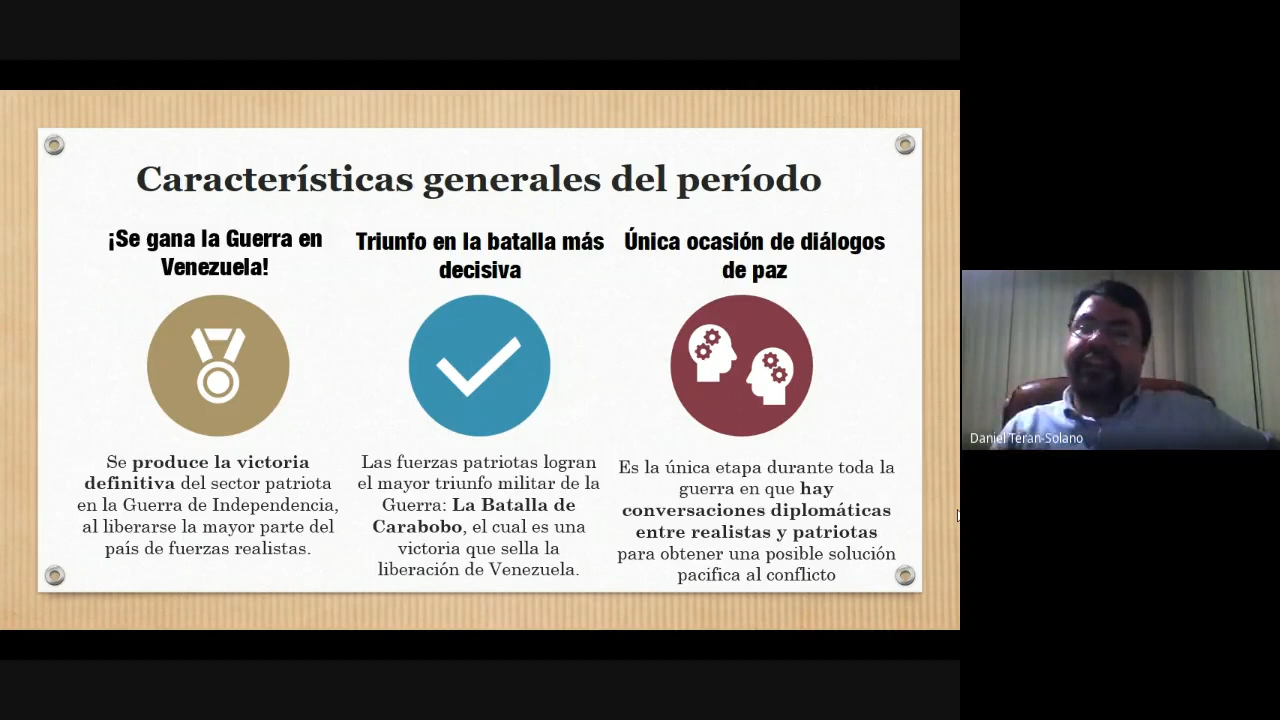 Características generales del período
¡Se gana la Guerra en
Venezuela!
Se produce la victoria
definitiva del sector patriota
en la Guerra de Independencia,
al liberarse la mayor parte del
país de fuerzas realistas.
Triunfo en la batalla más
decisiva
Las fuerzas patriotas logran
el mayor triunfo militar de la
Guerra: La Batalla de
Carabobo, el cual es una
victoria que sella la
liberación de Venezuela.
Única ocasión de diálogos
de paz
Es la única etapa durante toda la
guerra en que hay
conversaciones diplomáticas
entre realistas y patriotas
para obtener una posible solución
pacifica al conflicto
Daniel Teran-Solano